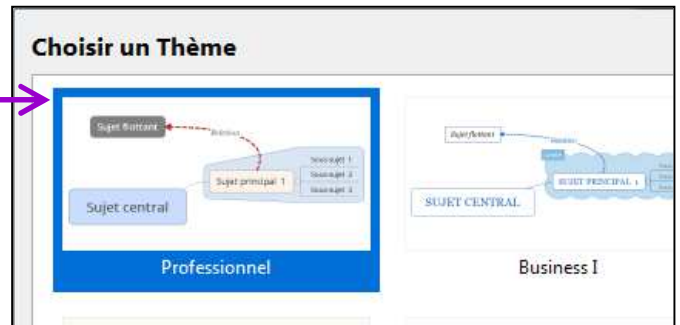 Choisir un Thème
Sujet flottant
Sujet principal 1
Sous-sujet 1
Sous-sujet 2
Sous-sujet 3
Sujet central
Professionnel
Sujet flottant
SUJET PRINCIPAL 1
SUJET CENTRAL
Business I